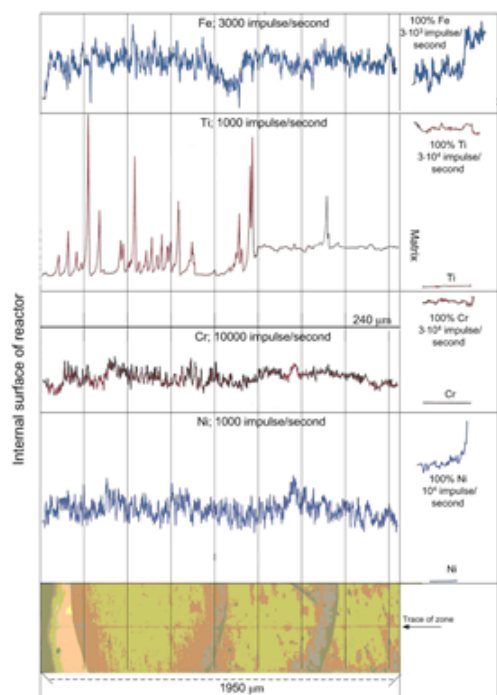 Fe; 3000 impulse/second
100% Fe
3·10³ impulse/
second
Ti; 1000 impulse/second
100% Ti
3·10⁴ impulse/
second
Matrix
Ti
240 μm
100% Cr
3·10⁴ impulse/
second
Cr; 10000 impulse/second
Cr
Internal surface of reactor
Ni; 1000 impulse/second
100% Ni
10⁴ impulse/
second
Ni
Trace of zone
1950 μm